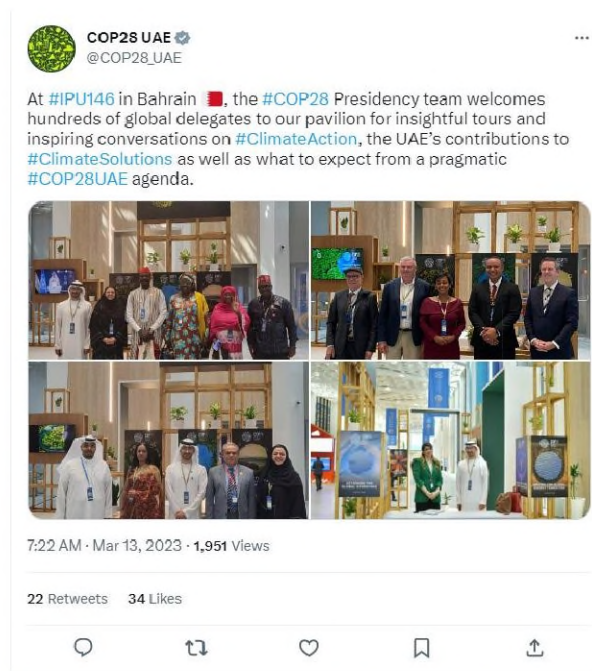 COP28 UAE
@COP28_UAE
At #IPU146 in Bahrain 🇧🇭, the #COP28 Presidency team welcomes
hundreds of global delegates to our pavilion for insightful tours and
inspiring conversations on #ClimateAction, the UAE's contributions to
#ClimateSolutions as well as what to expect from a pragmatic
#COP28UAE agenda.
7:22 AM · Mar 13, 2023 · 1,951 Views
22 Retweets 34 Likes